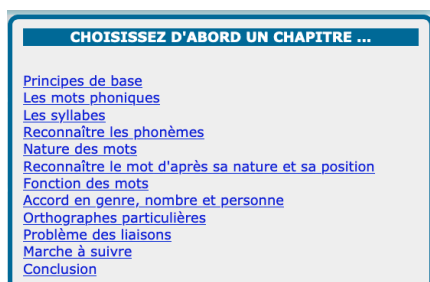 CHOISISSEZ D'ABORD UN CHAPITRE ...
Principes de base
Les mots phoniques
Les syllabes
Reconnaître les phonèmes
Nature des mots
Reconnaître le mot d'après sa nature et sa position
Fonction des mots
Accord en genre, nombre et personne
Orthographes particulières
Problème des liaisons
Marche à suivre
Conclusion